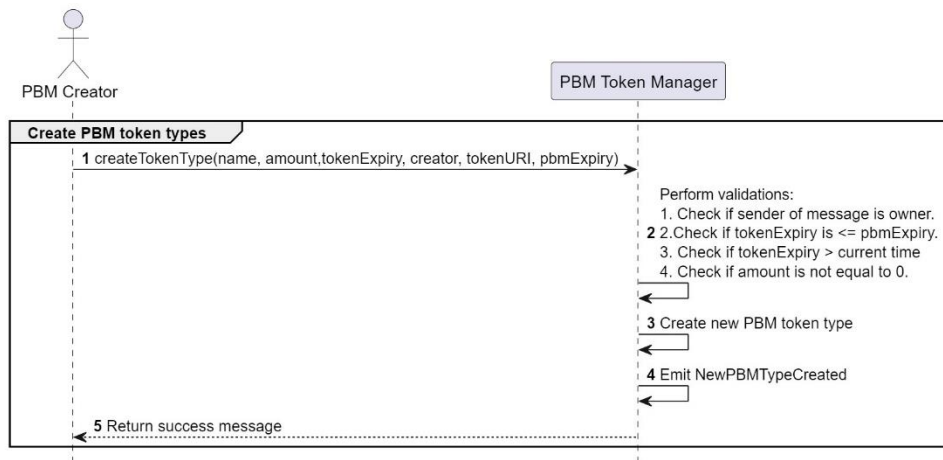 PBM Creator
PBM Token Manager
Create PBM token types
1 createTokenType(name, amount,tokenExpiry, creator, tokenURI, pbmExpiry)
Perform validations:
1. Check if sender of message is owner.
2 2.Check if tokenExpiry is <= pbmExpiry.
3. Check if tokenExpiry > current time
4. Check if amount is not equal to 0.
3 Create new PBM token type
4 Emit NewPBMTypeCreated
5 Return success message